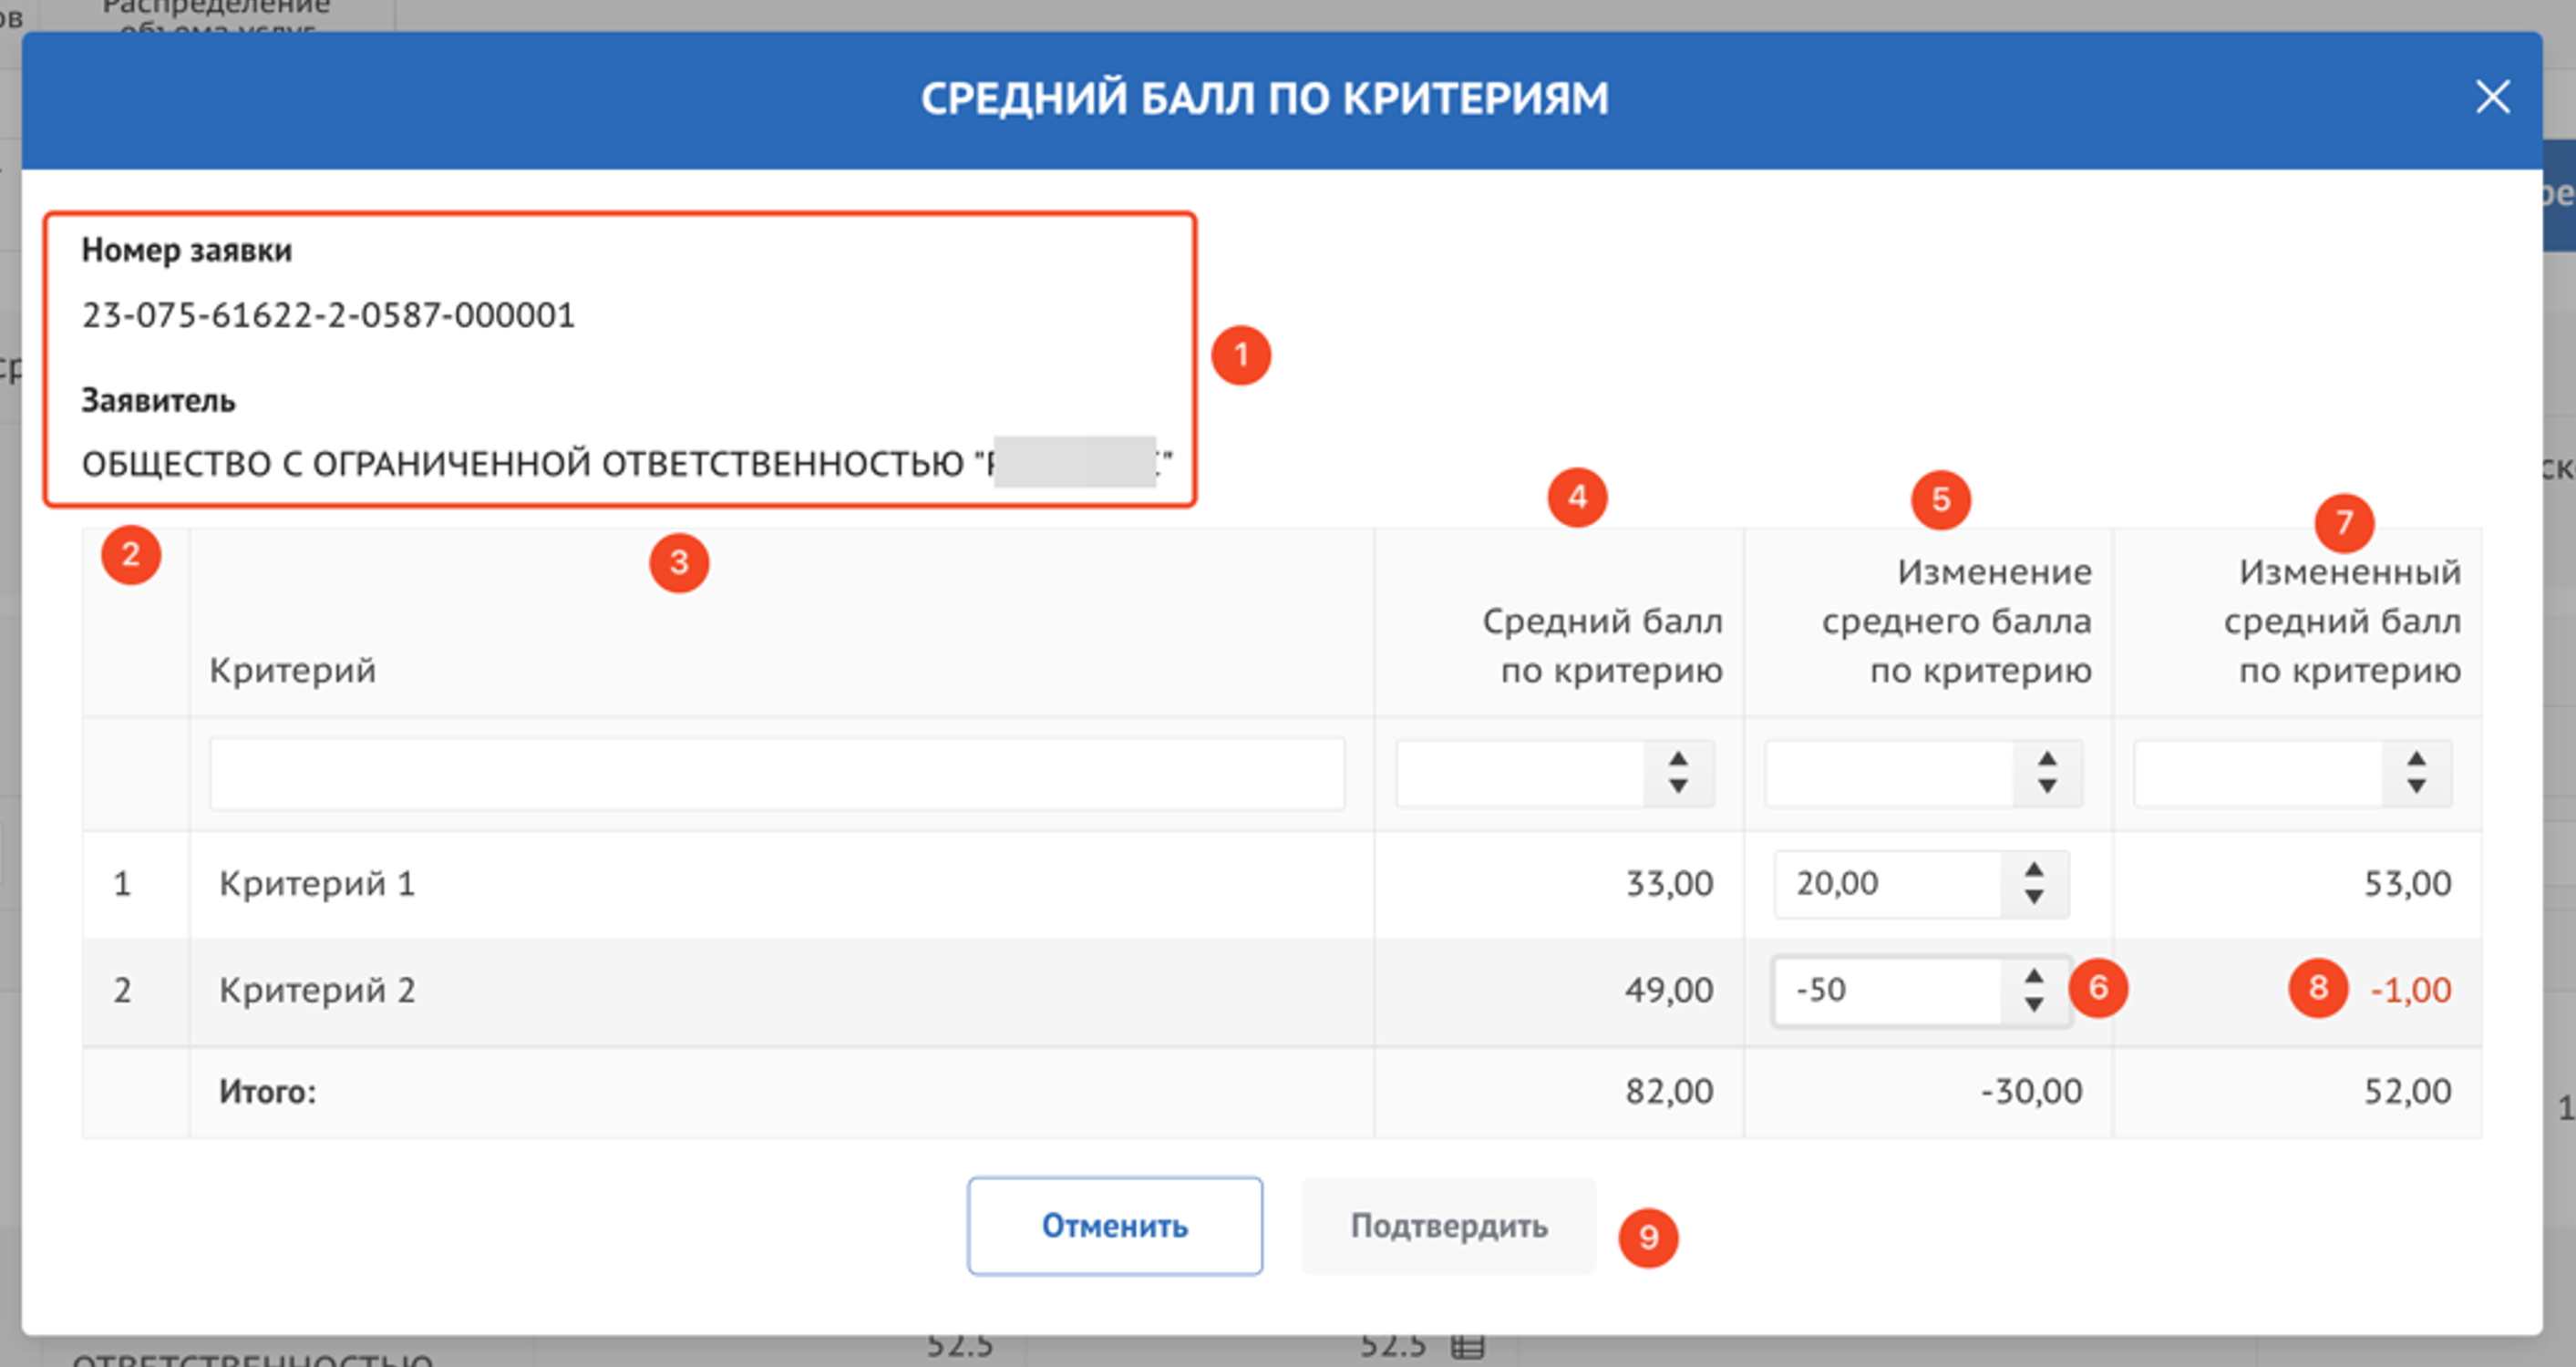 Распределение
объема услуг
СРЕДНИЙ БАЛЛ ПО КРИТЕРИЯМ
Номер заявки
23-075-61622-2-0587-000001
1
Заявитель
ОБЩЕСТВО С ОГРАНИЧЕННОЙ ОТВЕТСТВЕННОСТЬЮ "
2
3
4
5
7
Критерий
Средний балл
по критерию
Изменение
среднего балла
по критерию
Измененный
средний балл
по критерию
1 Критерий 1 33,00 20,00 53,00
2 Критерий 2 49,00 -50 6 8 -1,00
Итого: 82,00 -30,00 52,00
Отменить Подтвердить 9
52.5 52.5
ОТВЕТСТВЕННОСТЬЮ